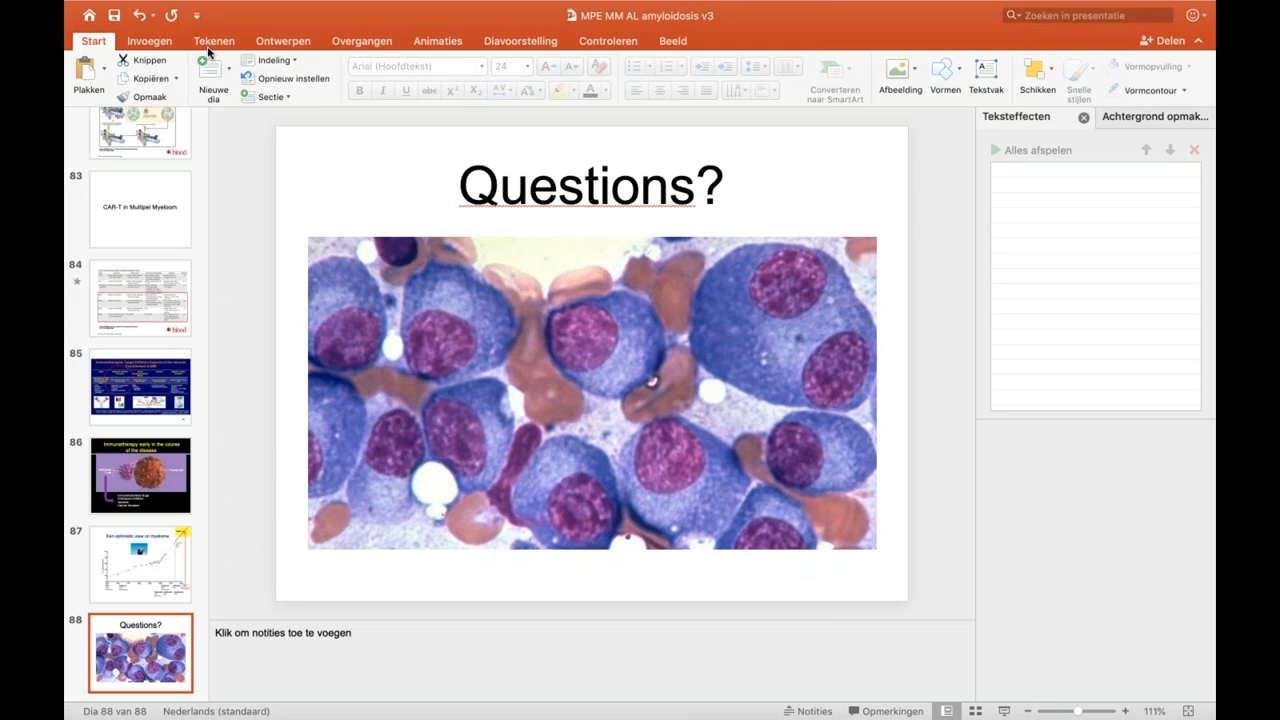 MPE MM AL amyloidosis v3
Zoeken in presentatie
Start Invoegen Tekenen Ontwerpen Overgangen Animaties Diavoorstelling Controleren Beeld
Delen
Plakken
Knippen
Kopiëren
Opmaak
Nieuwe
dia
Indeling
Opnieuw instellen
Sectie
Arial (Hoofdtekst) 24
Converteren
naar SmartArt
Afbeelding
Vormen
Tekstvak
Schikken
Snelle
stijlen
Vormopvulling
Vormcontour
Teksteffecten
Achtergrond opmak...
Alles afspelen
blood
83
CAR-T in Multipel Myeloom
84
blood
85
86
Immunotherapy early in the course
of the disease
87
Een optimistic view on myeloma
88
Questions?
Questions?
Klik om notities toe te voegen
Dia 88 van 88
Nederlands (standaard)
Notities
Opmerkingen
111%